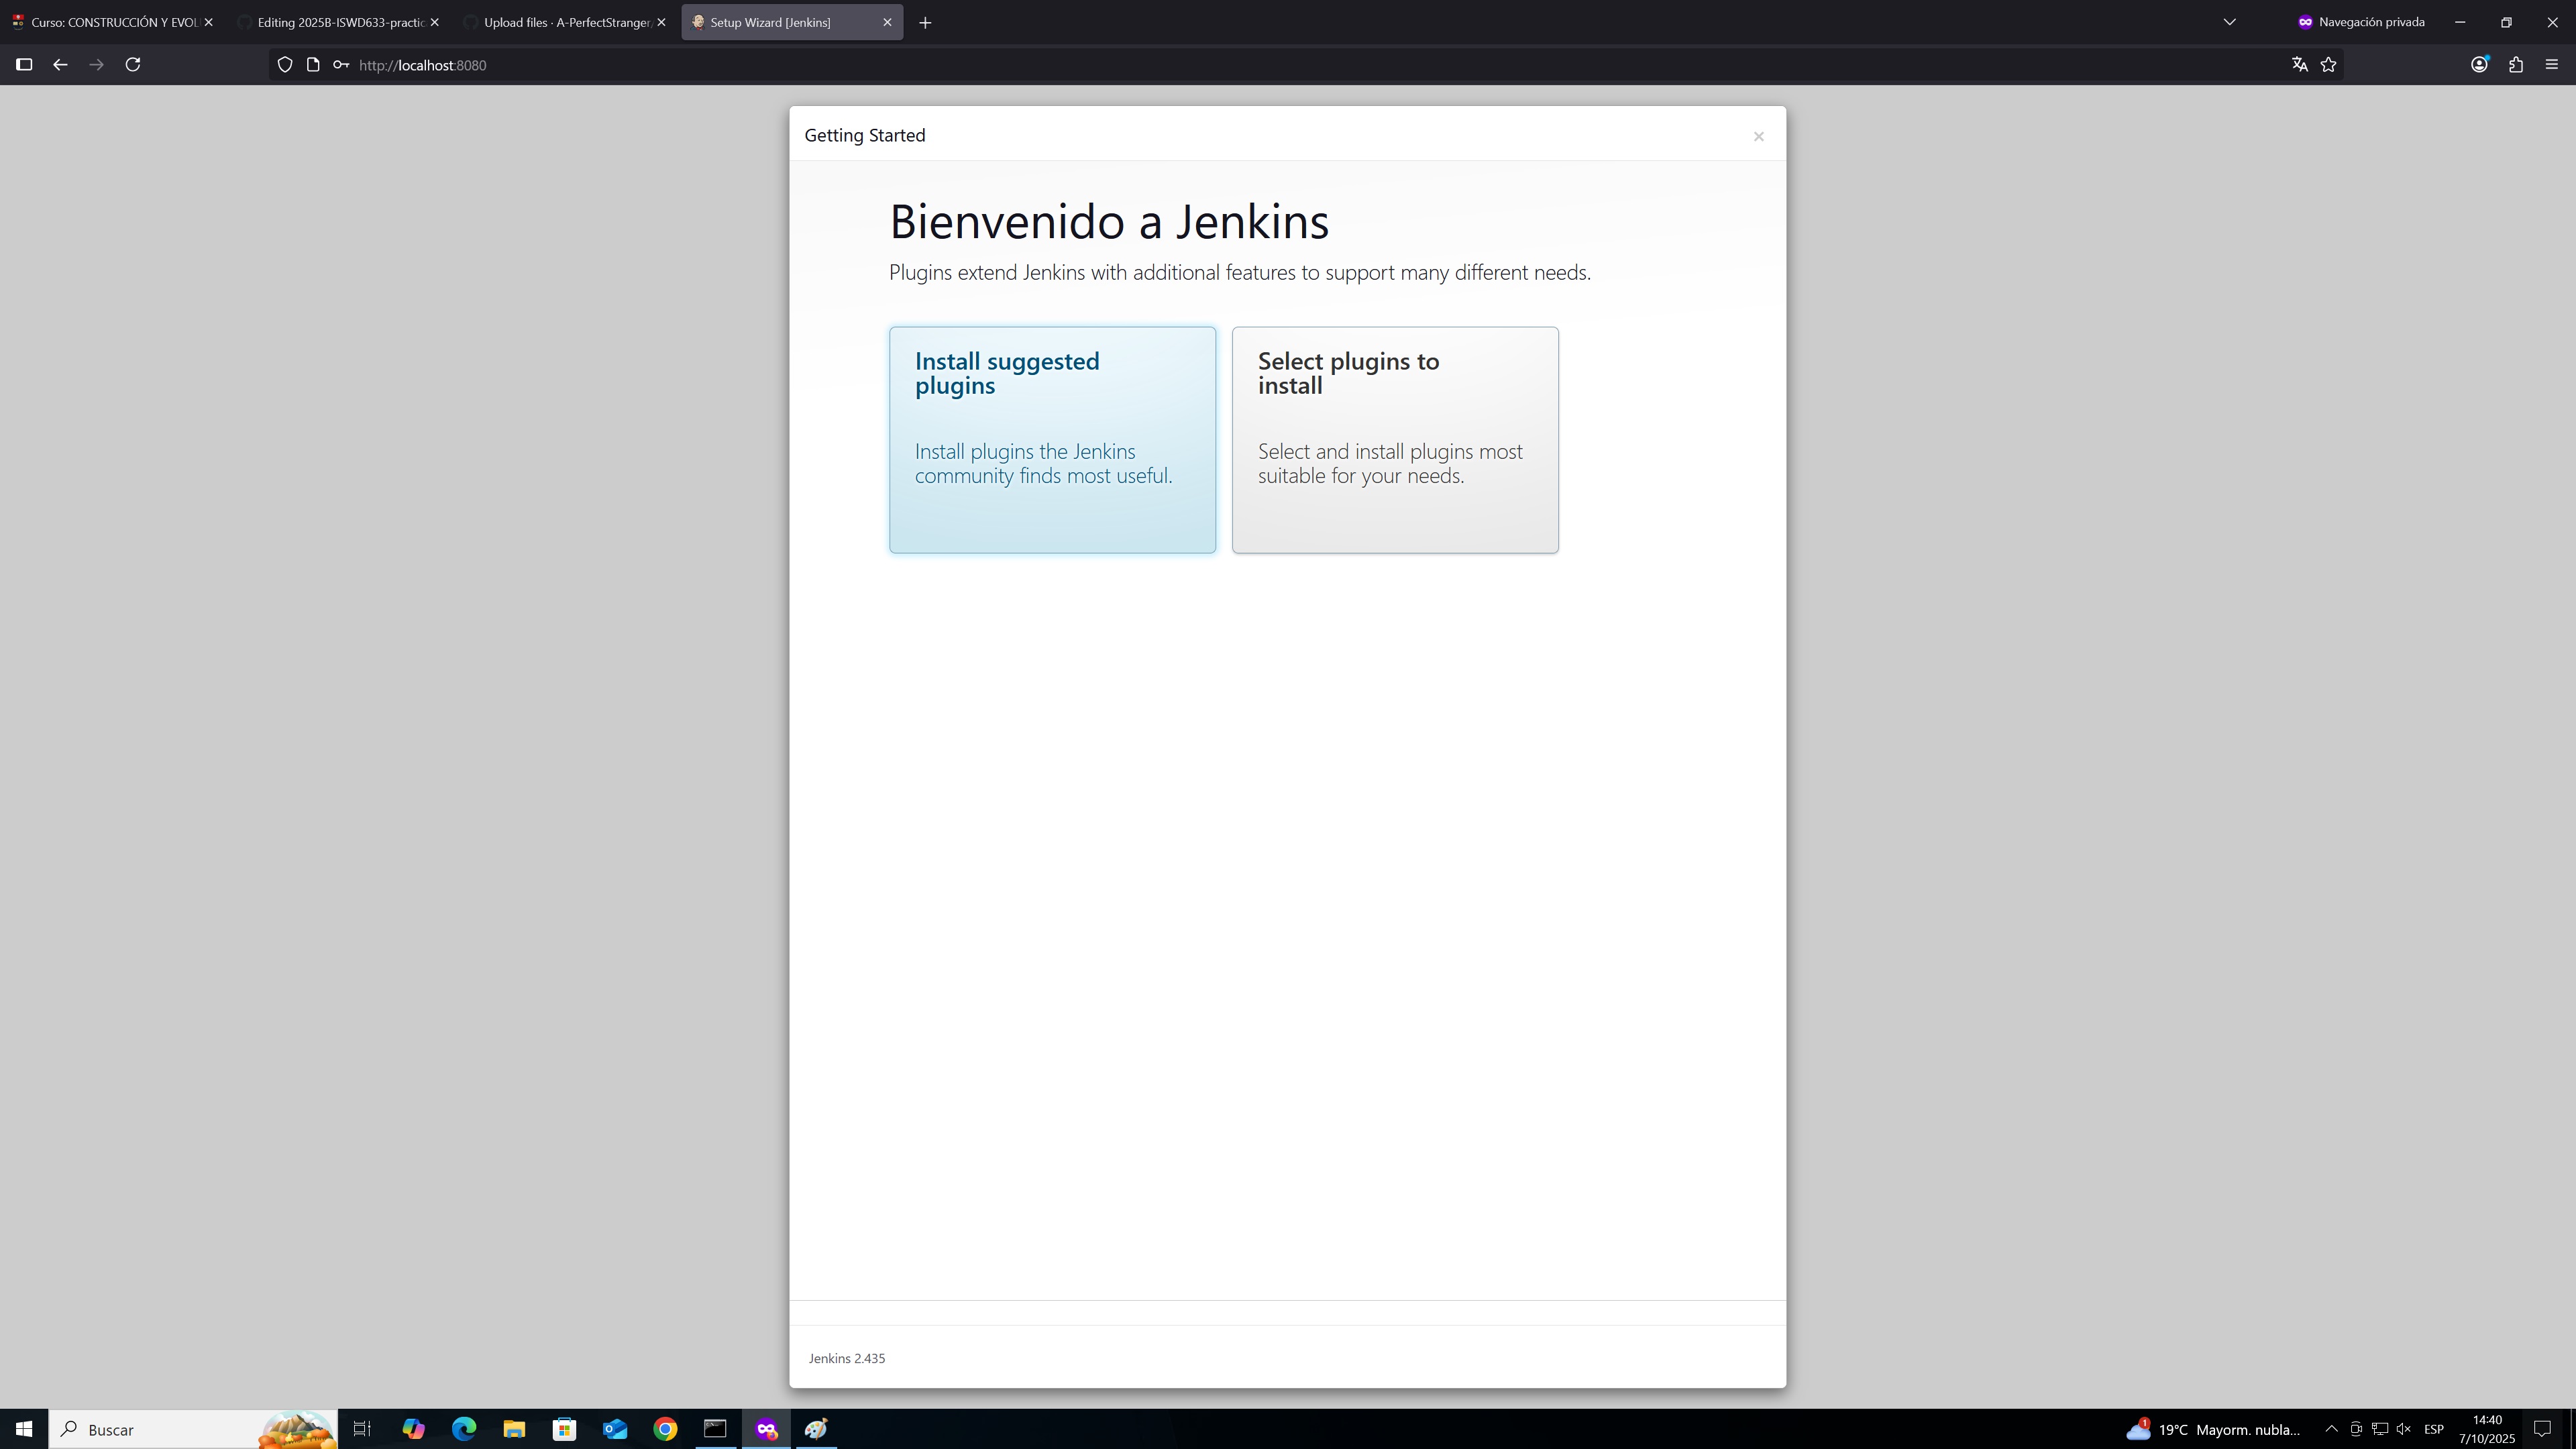 Curso: CONSTRUCCIÓN Y EVOL
Editing 2025B-ISWD633-practic
Upload files · A-PerfectStranger/
Setup Wizard [Jenkins]
Navegación privada
http://localhost:8080
Getting Started
Bienvenido a Jenkins
Plugins extend Jenkins with additional features to support many different needs.
Install suggested
plugins
Install plugins the Jenkins
community finds most useful.
Select plugins to
install
Select and install plugins most
suitable for your needs.
Jenkins 2.435
Buscar
1
19°C Mayorm. nubla...
ESP
14:40
7/10/2025